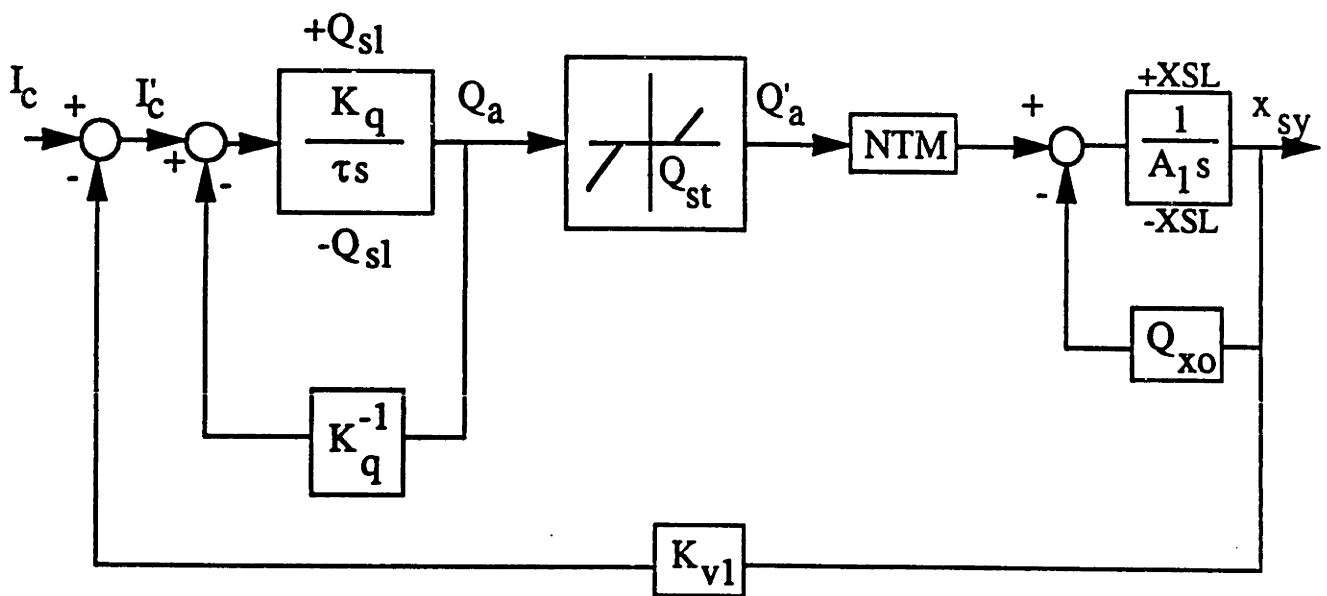 +Q_sl
I_c
+
I'_c
+
-
-
K_q
τs
-Q_sl
Q_a
Q_st
Q'_a
NTM
+
-
+XSL
1
A_1 s
-XSL
x_sy
Q_xo
K_q^-1
K_v1